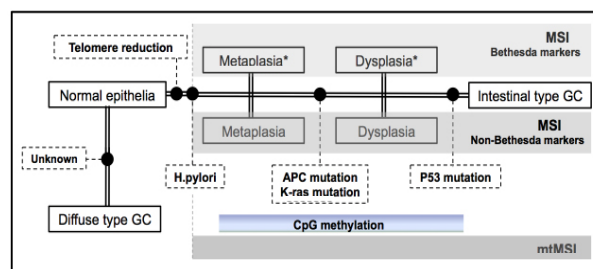 MSI
Bethesda markers
Telomere reduction
Metaplasia*
Dysplasia*
Normal epithelia
Intestinal type GC
MSI
Non-Bethesda markers
Metaplasia
Dysplasia
Unknown
H.pylori
APC mutation
K-ras mutation
P53 mutation
Diffuse type GC
CpG methylation
mtMSI